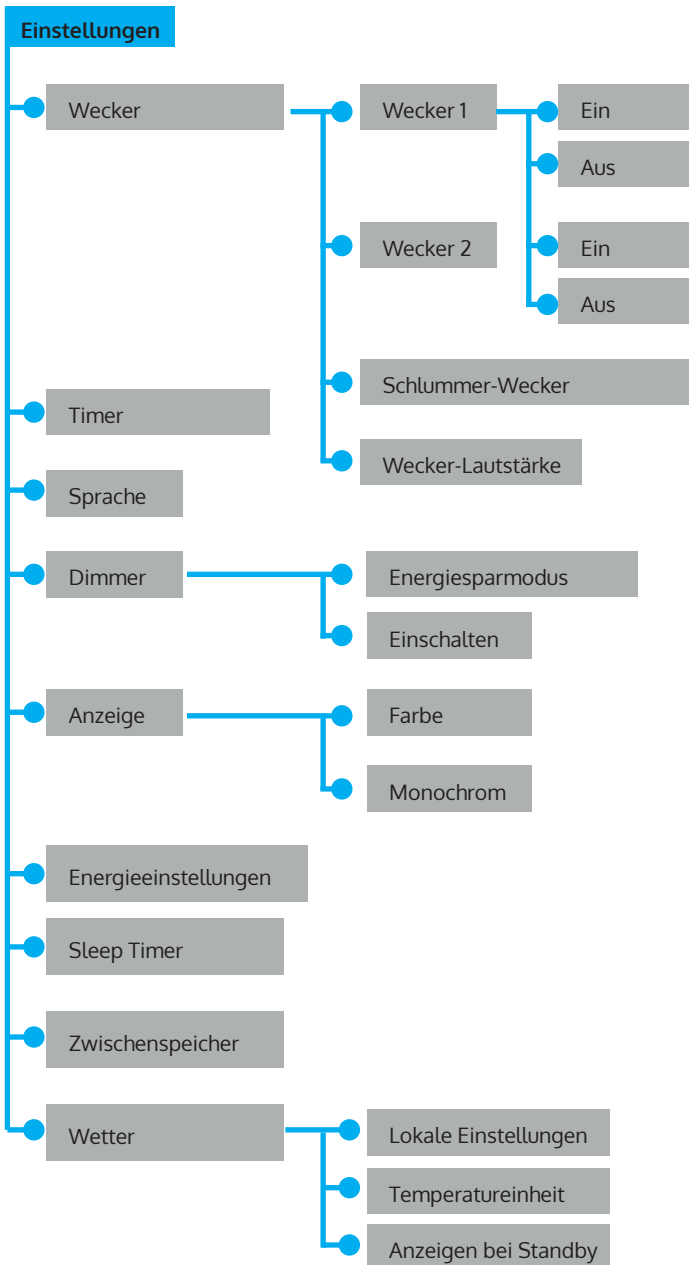 Einstellungen
Wecker
Wecker 1
Ein
Aus
Wecker 2
Ein
Aus
Schlummer-Wecker
Wecker-Lautstärke
Timer
Sprache
Dimmer
Energiesparmodus
Einschalten
Anzeige
Farbe
Monochrom
Energieeinstellungen
Sleep Timer
Zwischenspeicher
Wetter
Lokale Einstellungen
Temperatureinheit
Anzeigen bei Standby